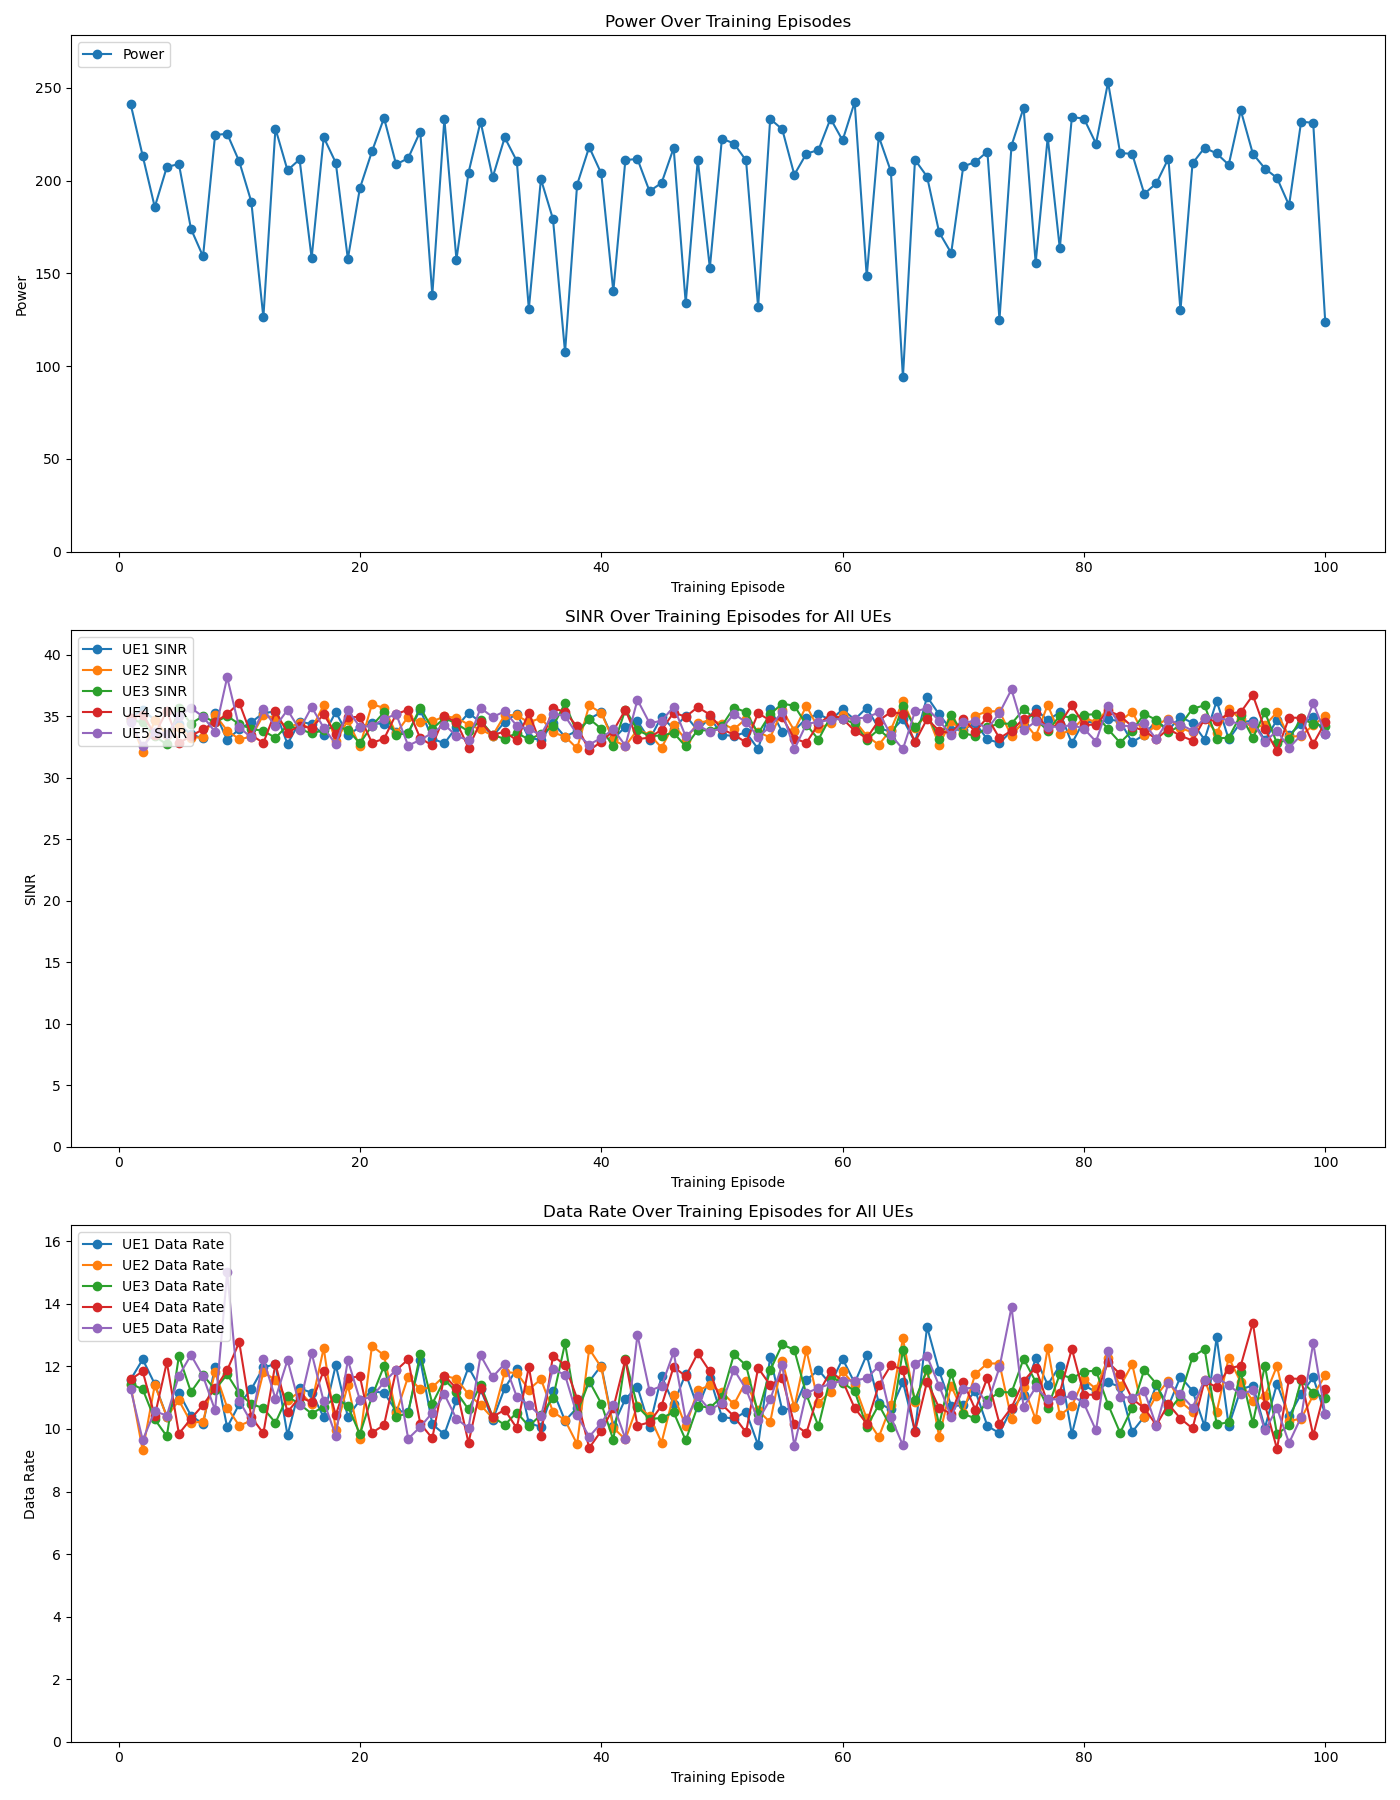 Power Over Training Episodes
Power
250
200
150
100
50
0
Power
0 20 40 60 80 100
Training Episode
SINR Over Training Episodes for All UEs
UE1 SINR
UE2 SINR
UE3 SINR
UE4 SINR
UE5 SINR
40
35
30
25
20
15
10
5
0
SINR
0 20 40 60 80 100
Training Episode
Data Rate Over Training Episodes for All UEs
UE1 Data Rate
UE2 Data Rate
UE3 Data Rate
UE4 Data Rate
UE5 Data Rate
16
14
12
10
8
6
4
2
0
Data Rate
0 20 40 60 80 100
Training Episode